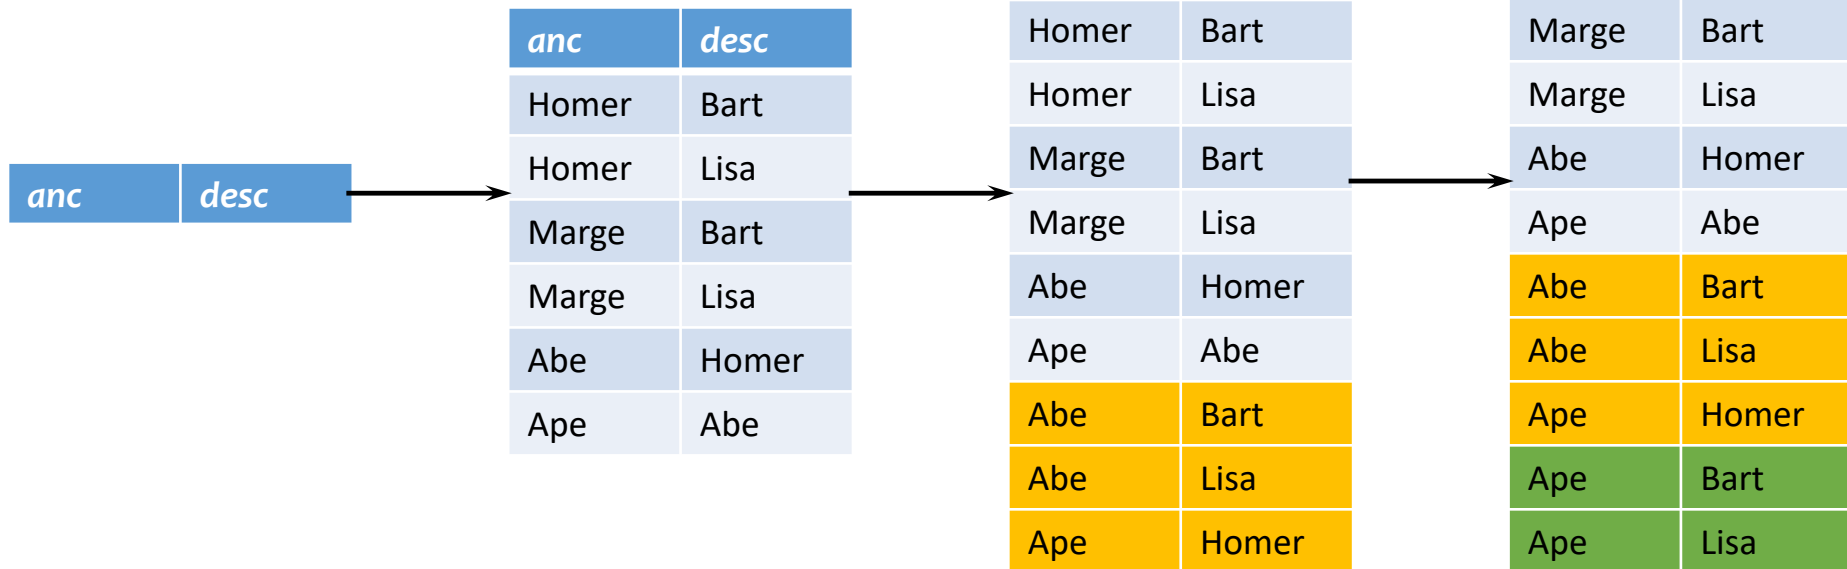 anc desc
anc desc
Homer Bart
Homer Lisa
Marge Bart
Marge Lisa
Abe Homer
Ape Abe
Homer Bart
Homer Lisa
Marge Bart
Marge Lisa
Abe Homer
Ape Abe
Abe Bart
Abe Lisa
Ape Homer
Marge Bart
Marge Lisa
Abe Homer
Ape Abe
Abe Bart
Abe Lisa
Ape Homer
Ape Bart
Ape Lisa